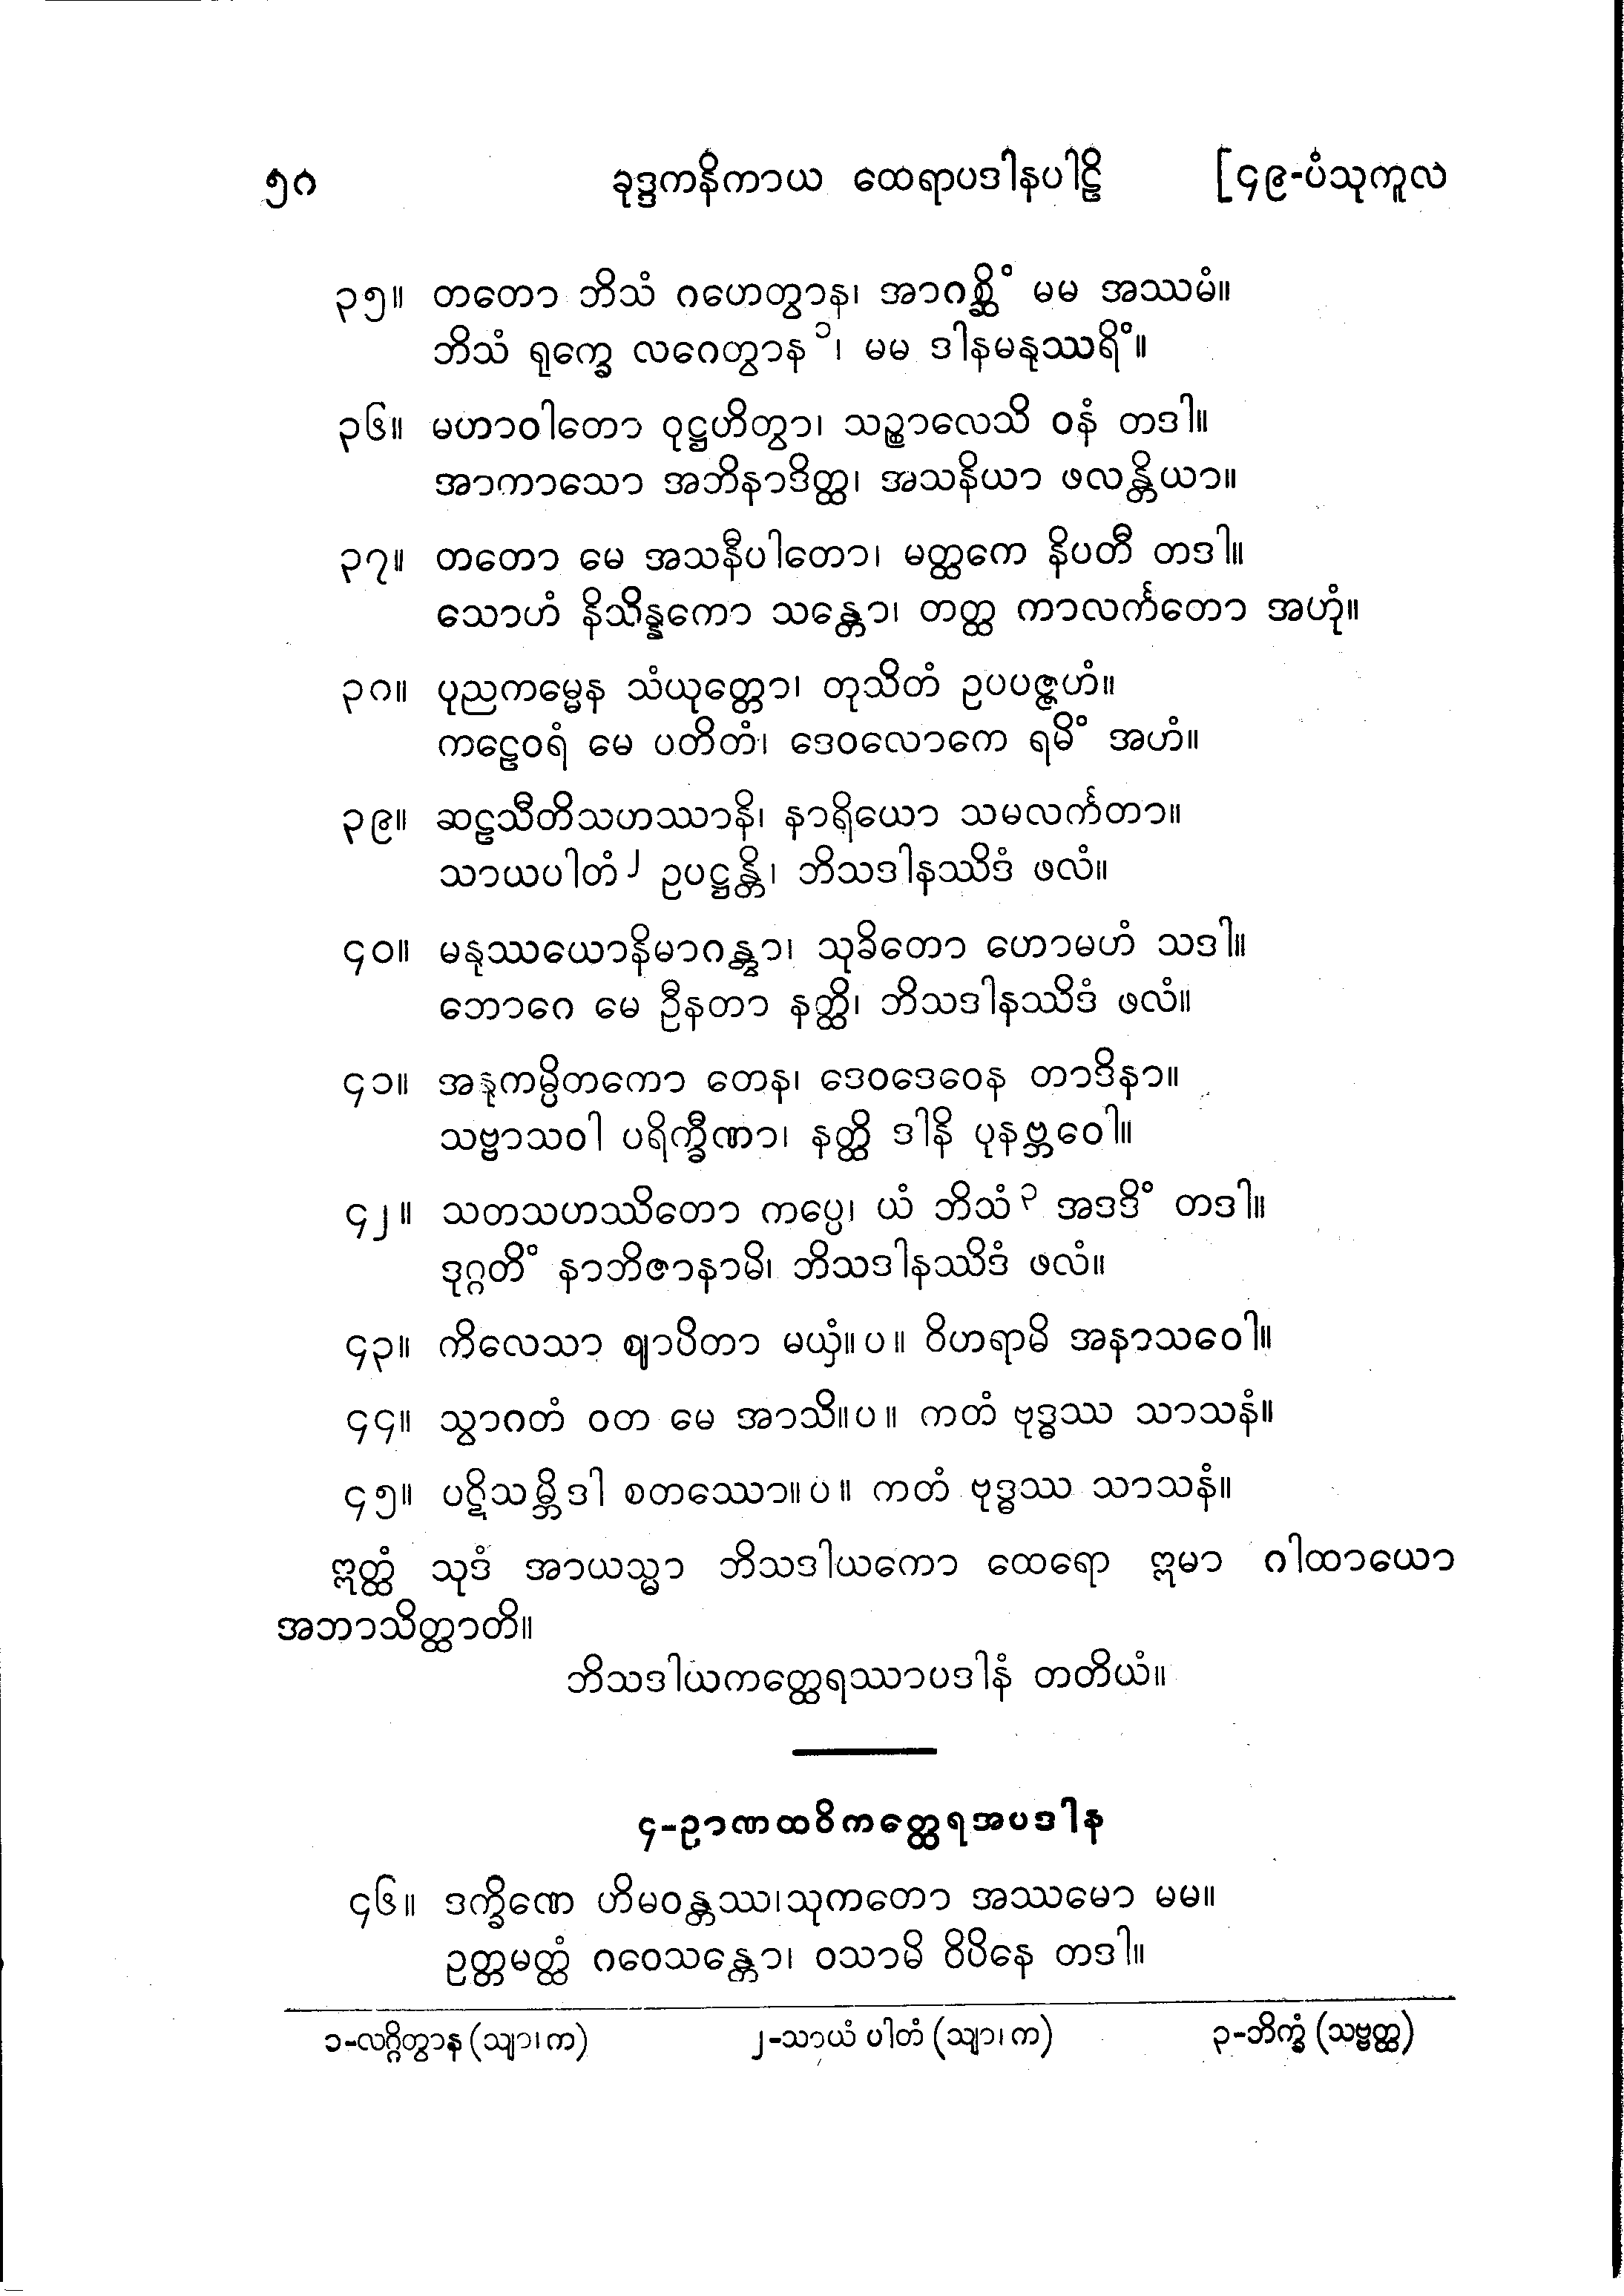 ၅ဂ ခုဒ္ဒကနိကာယ ထေရာပဒါနပါဠိ [၄၉-ပံသုကူလ
၃၅။ တတော ဘိသံ ဂဟေတွာန၊ အာဂစ္ဆိံ မမ အဿမံ။
ဘိသံ ရုက္ခေ လဂေတွာန ၁၊ မမ ဒါနမနုဿရိံ။
၃၆။ မဟာဝါတော ဝုဋ္ဌဟိတွာ၊ သဉ္စာလေသိ ဝနံ တဒါ။
အာကာသော အဘိနာဒိတ္ထ၊ အသနိယာ ဖလန္တိယာ။
၃၇။ တတော မေ အသနီပါတော၊ မတ္ထကေ နိပတီ တဒါ။
သောဟံ နိသိန္နကော သန္တော၊ တတ္ထ ကာလင်္ကတော အဟုံ။
၃ဂ။ ပုညကမ္မေန သံယုတ္တော၊ တုသိတံ ဥပပဇ္ဇဟံ။
ကဠေဝရံ မေ ပတိတံ၊ ဒေဝလောကေ ရမိံ အဟံ။
၃၉။ ဆဠသီတိသဟဿာနိ၊ နာရိယော သမလင်္ကတာ။
သာယပါတံ ၂ ဥပဋ္ဌန္တိ၊ ဘိသဒါနဿိဒံ ဖလံ။
၄၀။ မနုဿယောနိမာဂန္တွာ၊ သုခိတော ဟောမဟံ သဒါ။
ဘောဂေ မေ ဦနတာ နတ္ထိ၊ ဘိသဒါနဿိဒံ ဖလံ။
၄၁။ အနုကမ္ပိတကော တေန၊ ဒေဝဒေဝေန တာဒိနာ။
သဗ္ဗာသဝါ ပရိက္ခီဏာ၊ နတ္ထိ ဒါနိ ပုနဗ္ဘဝေါ။
၄၂။ သတသဟဿိတော ကပ္ပေ၊ ယံ ဘိသံ ၃ အဒဒိံ တဒါ။
ဒုဂ္ဂတိံ နာဘိဇာနာမိ၊ ဘိသဒါနဿိဒံ ဖလံ။
၄၃။ ကိလေသာ ဈာပိတာ မယှံ။ပ။ ဝိဟရာမိ အနာသဝေါ။
၄၄။ သွာဂတံ ဝတ မေ အာသိ။ပ။ ကတံ ဗုဒ္ဓဿ သာသနံ။
၄၅။ ပဋိသမ္ဘိဒါ စတဿော။ပ။ ကတံ ဗုဒ္ဓဿ သာသနံ။
ဣတ္ထံ သုဒံ အာယသ္မာ ဘိသဒါယကော ထေရော ဣမာ ဂါထာယော
အဘာသိတ္ထာတိ။
ဘိသဒါယကတ္ထေရဿာပဒါနံ တတိယံ။
၄-ဉာဏထဝိကတ္ထေရအပဒါန
၄၆။ ဒက္ခိဏေ ဟိမဝန္တဿ၊သုကတော အဿမော မမ။
ဥတ္တမတ္ထံ ဂဝေသန္တော၊ ဝသာမိ ဝိပိနေ တဒါ။
၁-လဂ္ဂိတွာန (သျာ၊ က) ၂-သာယံ ပါတံ (သျာ၊ က) ၃-ဘိက္ခံ (သဗ္ဗတ္ထ)